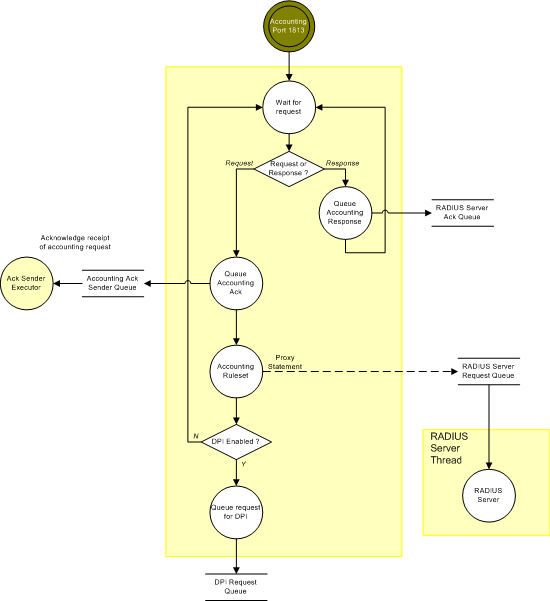 Accounting
Port 1813
Wait for
request
Request or
Response ?
Request
Response
Queue
Accounting
Response
RADIUS Server
Ack Queue
Acknowledge receipt
of accounting request
Ack Sender
Executor
Accounting Ack
Sender Queue
Queue
Accounting
Ack
Accounting
Ruleset
Proxy
Statement
RADIUS Server
Request Queue
DPI Enabled ?
N
Y
RADIUS
Server
Thread
RADIUS
Server
Queue request
for DPI
DPI Request
Queue